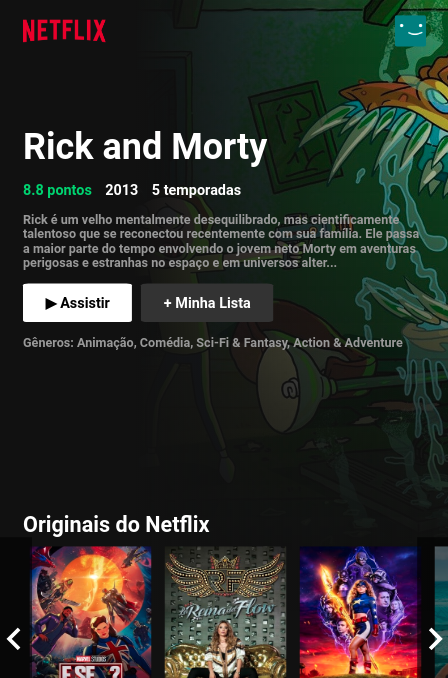 NETFLIX
Rick and Morty
8.8 pontos 2013 5 temporadas
Rick é um velho mentalmente desequilibrado, mas cientificamente
talentoso que se reconectou recentemente com sua família. Ele passa
a maior parte do tempo envolvendo o jovem neto Morty em aventuras
perigosas e estranhas no espaço e em universos alter...
▶ Assistir + Minha Lista
Gêneros: Animação, Comédia, Sci-Fi & Fantasy, Action & Adventure
Originais do Netflix
RF
La Reina del Flow
MARVEL STUDIOS